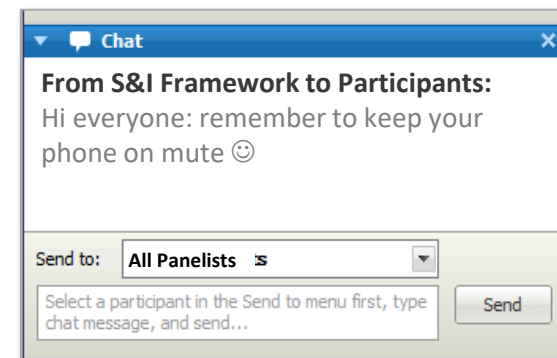 Chat
From S&I Framework to Participants:
Hi everyone: remember to keep your
phone on mute ☺
Send to:
All Panelists
Select a participant in the Send to menu first, type
chat message, and send...
Send